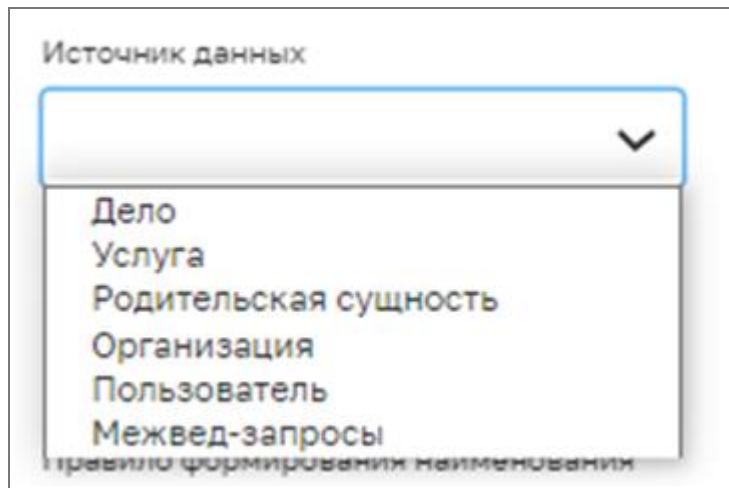 Источник данных
Дело
Услуга
Родительская сущность
Организация
Пользователь
Межвед-запросы
Правило формирования наименования